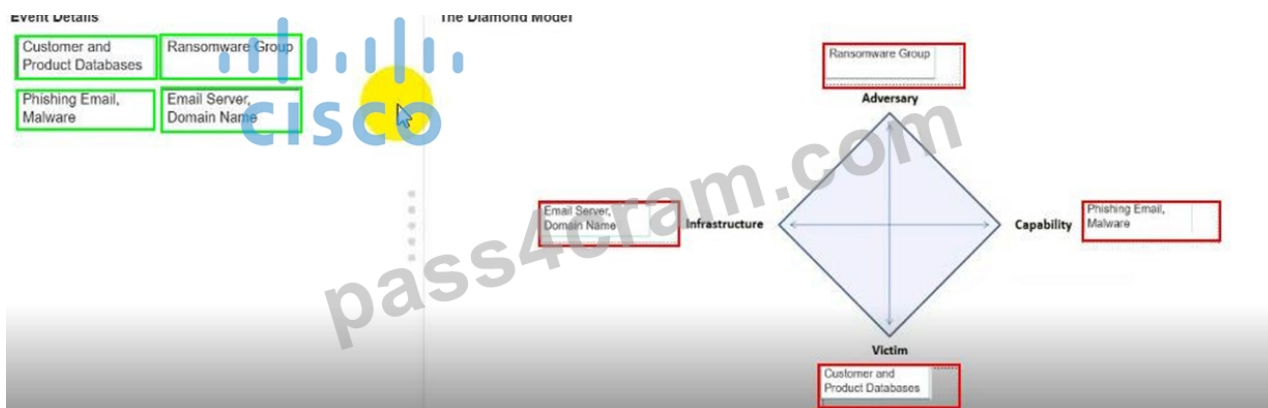 Event Details
Customer and
Product Databases
Ransomware Group
Phishing Email,
Malware
Email Server,
Domain Name
CISCO
The Diamond Model
Ransomware Group
Adversary
Email Server,
Domain Name
Infrastructure
Capability
Phishing Email,
Malware
Victim
Customer and
Product Databases
pass4cram.com